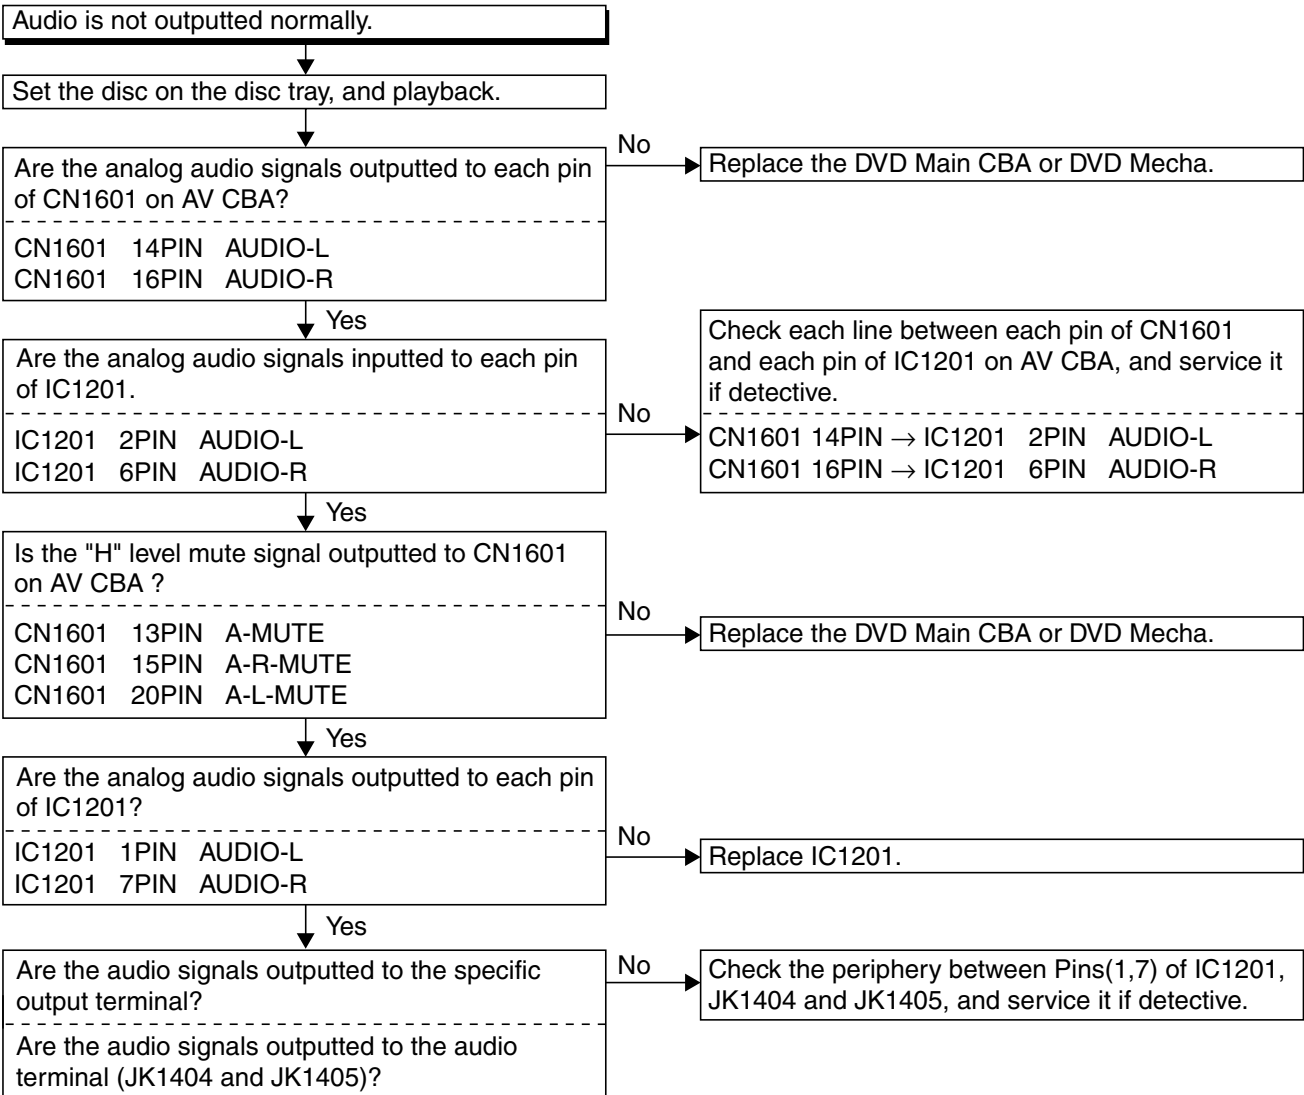 Audio is not outputted normally.
Set the disc on the disc tray, and playback.
Are the analog audio signals outputted to each pin
of CN1601 on AV CBA?
CN1601 14PIN AUDIO-L
CN1601 16PIN AUDIO-R
No
Replace the DVD Main CBA or DVD Mecha.
Yes
Are the analog audio signals inputted to each pin
of IC1201.
IC1201 2PIN AUDIO-L
IC1201 6PIN AUDIO-R
No
Check each line between each pin of CN1601
and each pin of IC1201 on AV CBA, and service it
if detective.
CN1601 14PIN → IC1201 2PIN AUDIO-L
CN1601 16PIN → IC1201 6PIN AUDIO-R
Yes
Is the "H" level mute signal outputted to CN1601
on AV CBA ?
CN1601 13PIN A-MUTE
CN1601 15PIN A-R-MUTE
CN1601 20PIN A-L-MUTE
No
Replace the DVD Main CBA or DVD Mecha.
Yes
Are the analog audio signals outputted to each pin
of IC1201?
IC1201 1PIN AUDIO-L
IC1201 7PIN AUDIO-R
No
Replace IC1201.
Yes
Are the audio signals outputted to the specific
output terminal?
Are the audio signals outputted to the audio
terminal (JK1404 and JK1405)?
No
Check the periphery between Pins(1,7) of IC1201,
JK1404 and JK1405, and service it if detective.